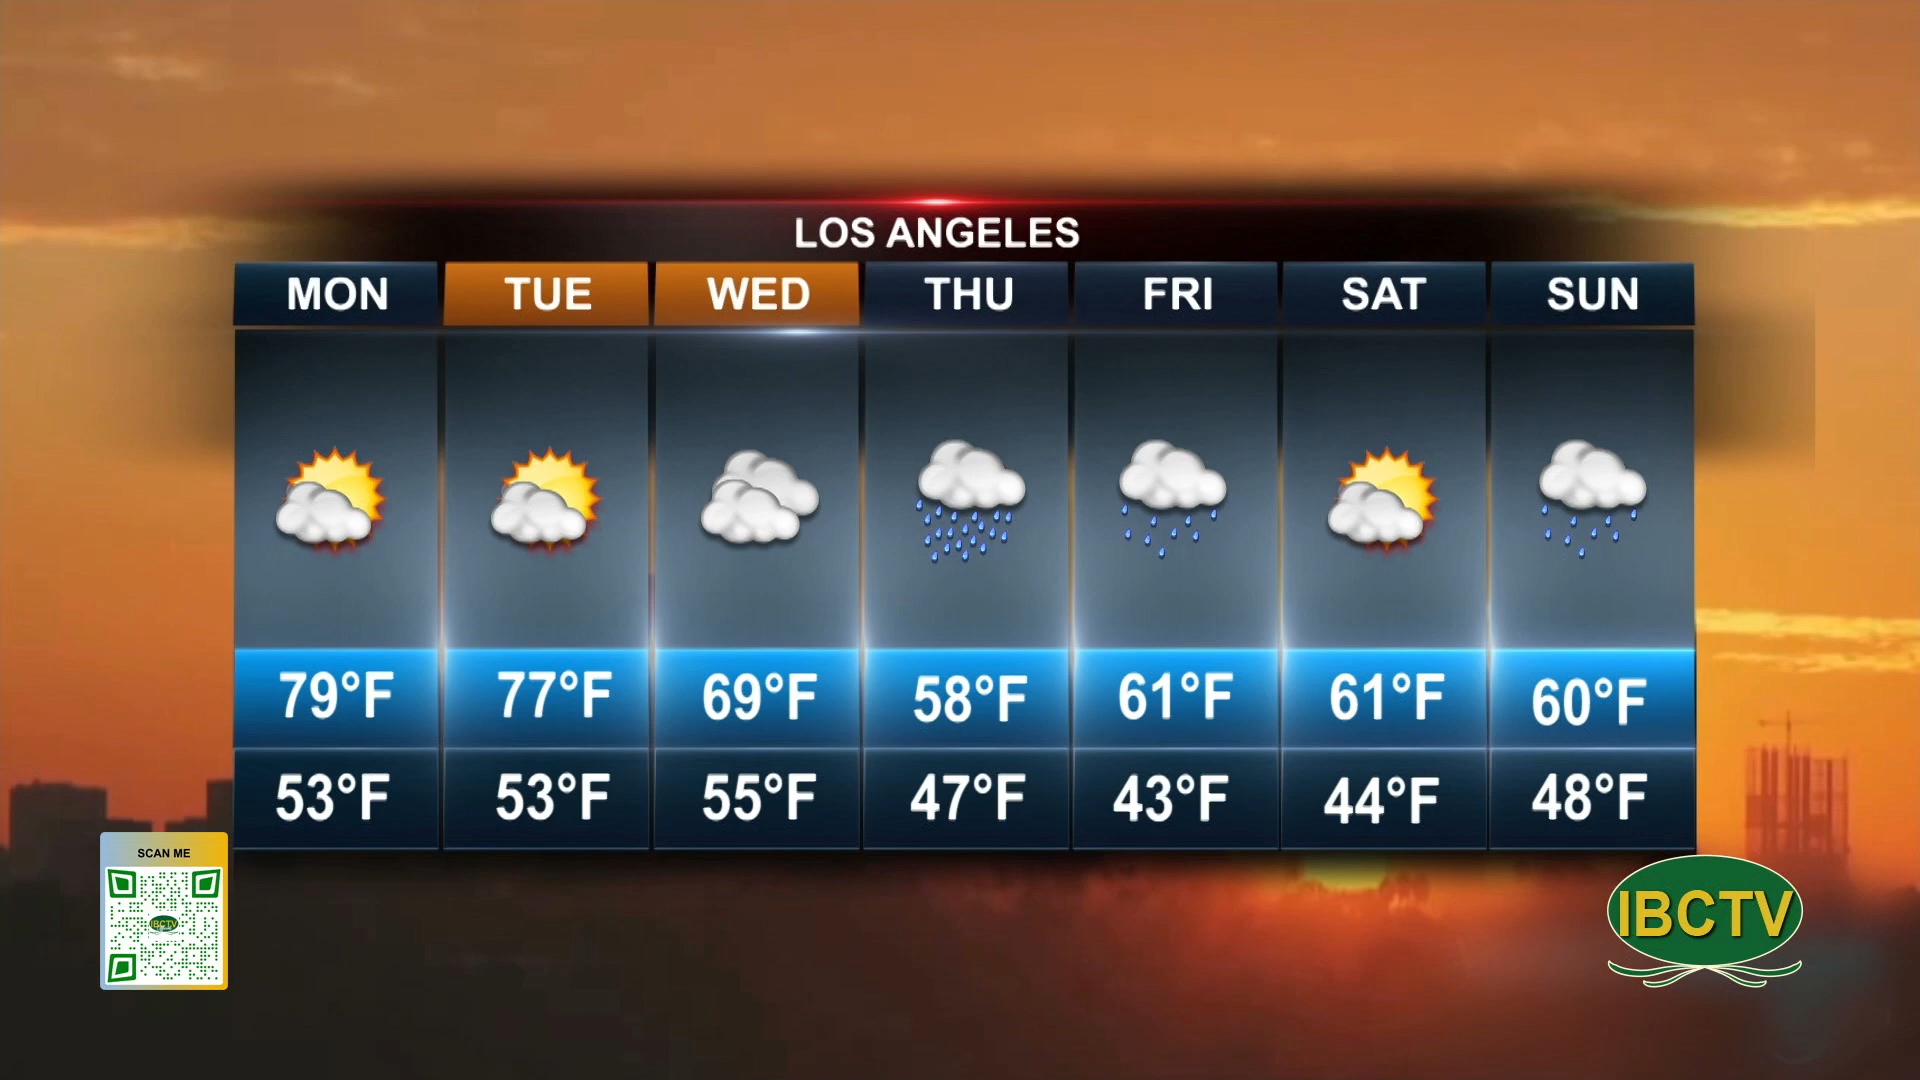 LOS ANGELES
MON TUE WED THU FRI SAT SUN
79°F 77°F 69°F 58°F 61°F 61°F 60°F
53°F 53°F 55°F 47°F 43°F 44°F 48°F
SCAN ME
IBCTV
IBCTV